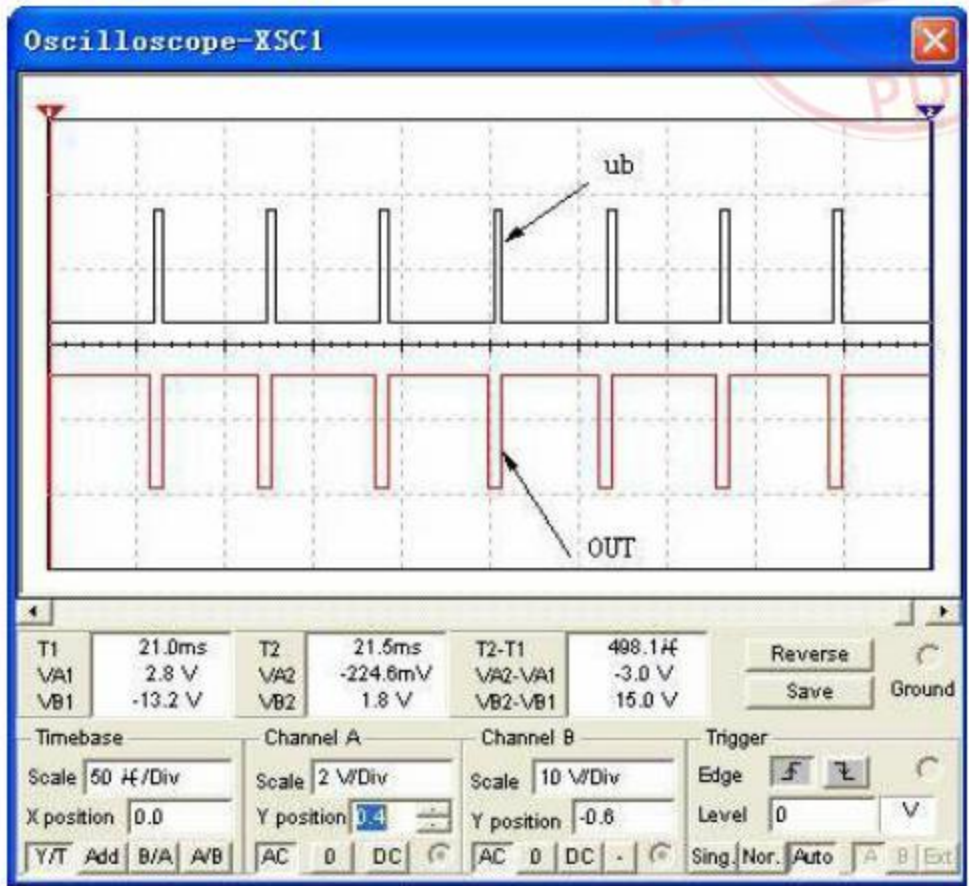 Oscilloscope-XSC1
PD
1
2
ub
OUT
T1 21.0ms T2 21.5ms T2-T1 498.1
VA1 2.8 V VA2 -224.6mV VA2-VA1 -3.0 V
VB1 -13.2 V VB2 1.8 V VB2-VB1 15.0 V
Reverse
Save
Ground
Timebase
Scale 50 /Div
X position 0.0
Y/T Add B/A A/B
Channel A
Scale 2 V/Div
Y position 0.4
AC 0 DC
Channel B
Scale 10 V/Div
Y position -0.6
AC 0 DC -
Trigger
Edge
Level 0 V
Sing. Nor. Auto A B Ext